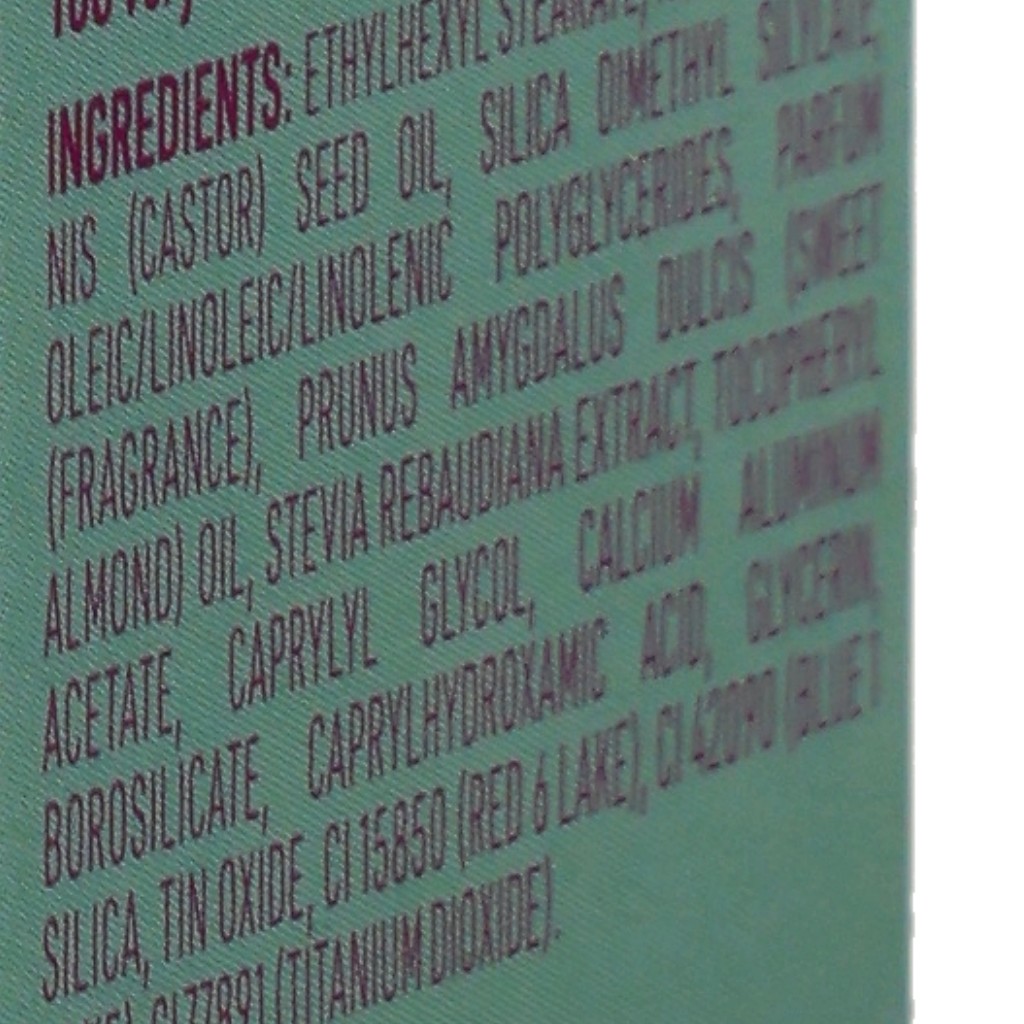 INGREDIENTS: ETHYLHEXYL STEARATE,
NIS (CASTOR) SEED OIL, SILICA DIMETHYL SILYLATE,
OLEIC/LINOLEIC/LINOLENIC POLYGLYCERIDES, PARFUM
(FRAGRANCE), PRUNUS AMYGDALUS DULCIS (SWEET
ALMOND) OIL, STEVIA REBAUDIANA EXTRACT, TOCOPHERYL
ACETATE, CAPRYLYL GLYCOL, CALCIUM ALUMINUM
BOROSILICATE, CAPRYLHYDROXAMIC ACID, GLYCERIN,
SILICA, TIN OXIDE, CI 15850 (RED 6 LAKE), CI 42090 (BLUE 1
CI 77891 (TITANIUM DIOXIDE).